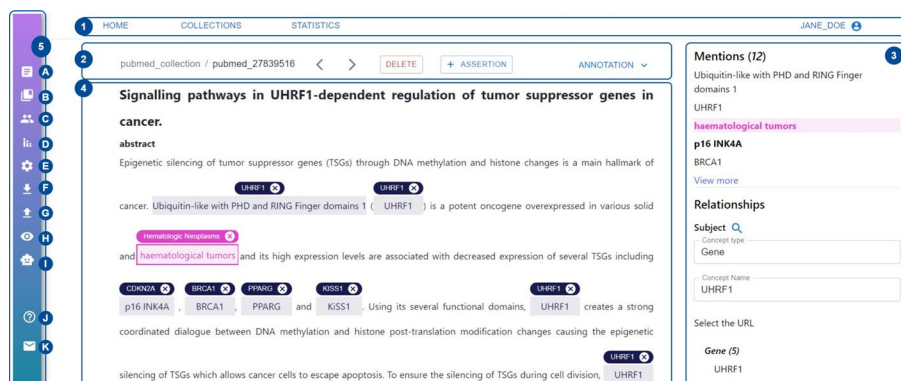 1 HOME COLLECTIONS STATISTICS JANE_DOE
5
2 pubmed_collection / pubmed_27839516 < > DELETE + ASSERTION ANNOTATION
3
A
B
C
D
E
F
G
H
I
J
K
4
Signalling pathways in UHRF1-dependent regulation of tumor suppressor genes in
cancer.
abstract
Epigenetic silencing of tumor suppressor genes (TSGs) through DNA methylation and histone changes is a main hallmark of
UHRF1 UHRF1
cancer. Ubiquitin-like with PHD and RING Finger domains 1 ( UHRF1 ) is a potent oncogene overexpressed in various solid
Hematologic Neoplasms
and haematological tumors and its high expression levels are associated with decreased expression of several TSGs including
CDKN2A BRCA1 PPARG KISS1 UHRF1
p16 INK4A , BRCA1 , PPARG and KiSS1 . Using its several functional domains, UHRF1 creates a strong
coordinated dialogue between DNA methylation and histone post-translation modification changes causing the epigenetic
UHRF1
silencing of TSGs which allows cancer cells to escape apoptosis. To ensure the silencing of TSGs during cell division, UHRF1
Mentions (12)
Ubiquitin-like with PHD and RING Finger
domains 1
UHRF1
haematological tumors
p16 INK4A
BRCA1
View more
Relationships
Subject
Concept type
Gene
Concept Name
UHRF1
Select the URL
Gene (5)
UHRF1